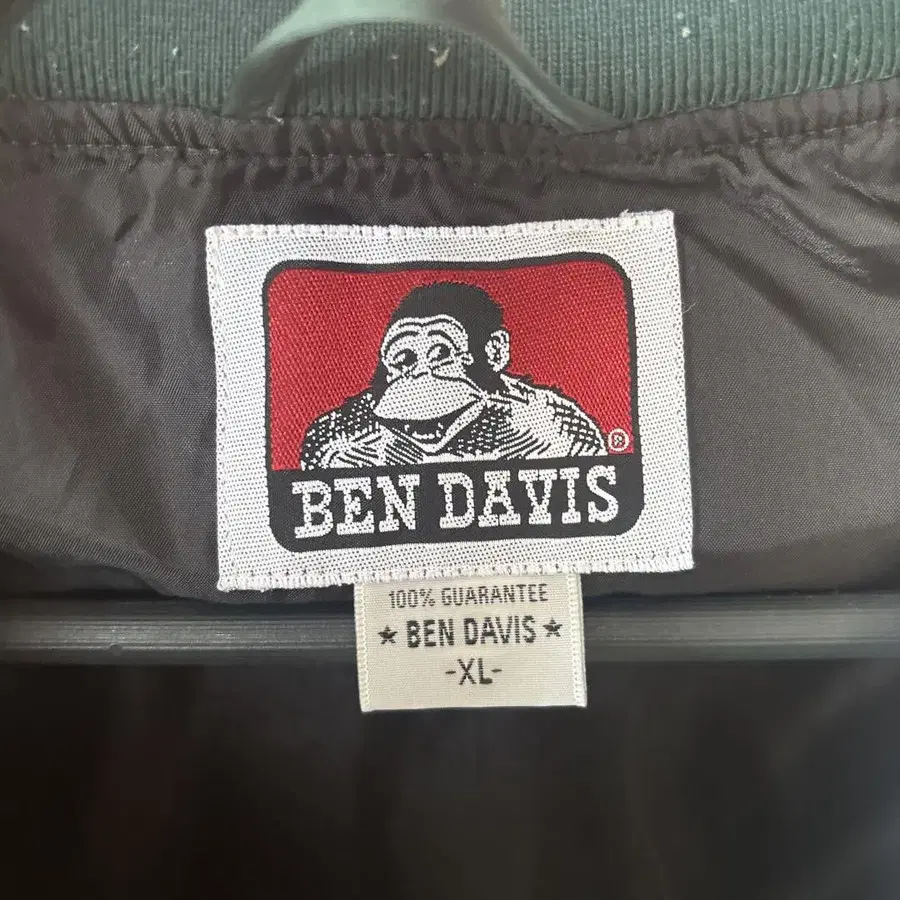 ®
BEN DAVIS
100% GUARANTEE
★ BEN DAVIS ★
-XL-